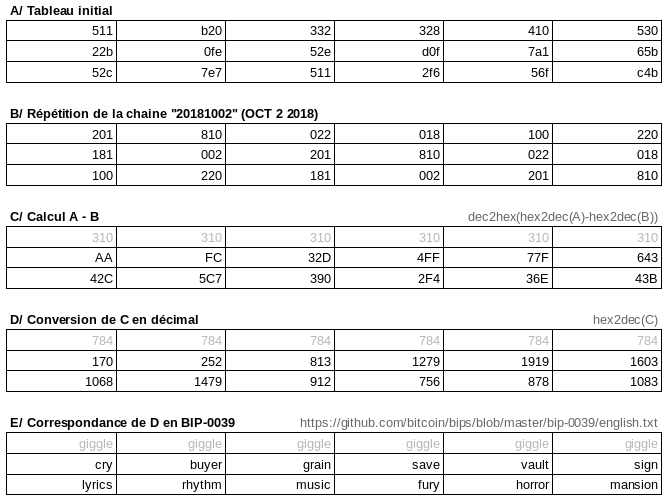 A/ Tableau initial
511 b20 332 328 410 530
22b 0fe 52e d0f 7a1 65b
52c 7e7 511 2f6 56f c4b
B/ Répétition de la chaine "20181002" (OCT 2 2018)
201 810 022 018 100 220
181 002 201 810 022 018
100 220 181 002 201 810
C/ Calcul A - B dec2hex(hex2dec(A)-hex2dec(B))
310 310 310 310 310 310
AA FC 32D 4FF 77F 643
42C 5C7 390 2F4 36E 43B
D/ Conversion de C en décimal hex2dec(C)
784 784 784 784 784 784
170 252 813 1279 1919 1603
1068 1479 912 756 878 1083
E/ Correspondance de D en BIP-0039 https://github.com/bitcoin/bips/blob/master/bip-0039/english.txt
giggle giggle giggle giggle giggle giggle
cry buyer grain save vault sign
lyrics rhythm music fury horror mansion